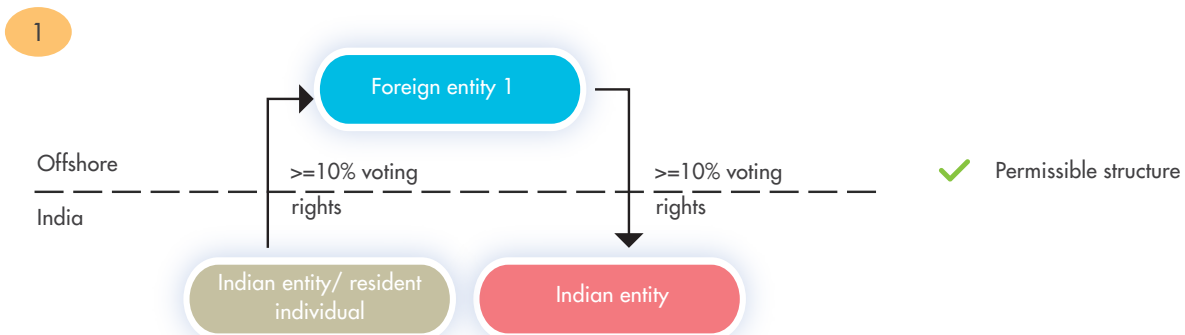 1
Foreign entity 1
Offshore
>=10% voting
rights
>=10% voting
rights
Permissible structure
India
Indian entity/ resident
individual
Indian entity